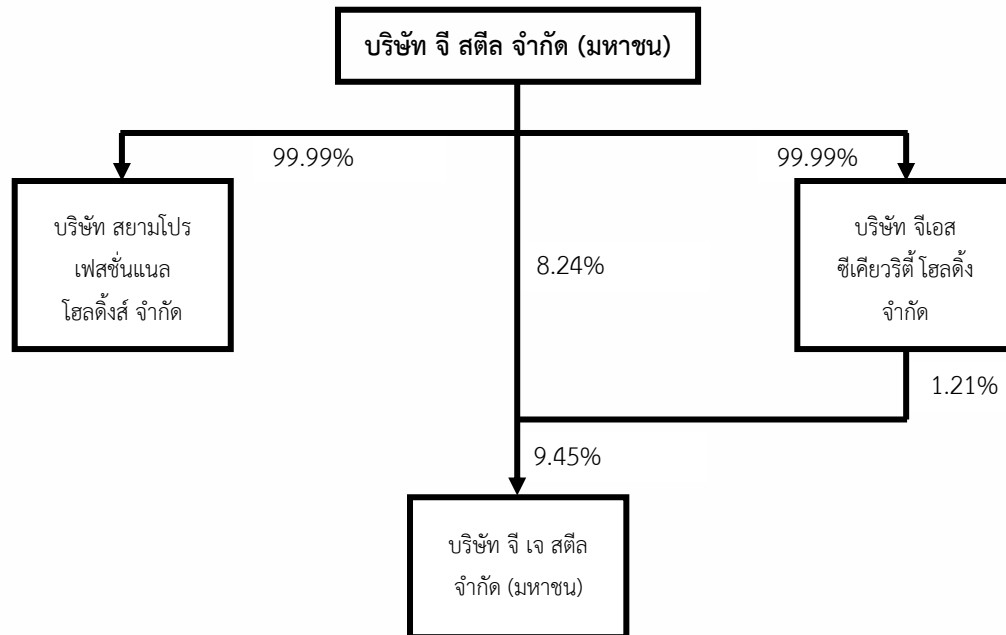 บริษัท จี สตีล จำกัด (มหาชน)
99.99%
99.99%
บริษัท สยามโปร
เฟสชั่นแนล
โฮลดิ้งส์ จำกัด
8.24%
บริษัท จีเอส
ซีเคียวริตี้ โฮลดิ้ง
จำกัด
1.21%
9.45%
บริษัท จี เจ สตีล
จำกัด (มหาชน)